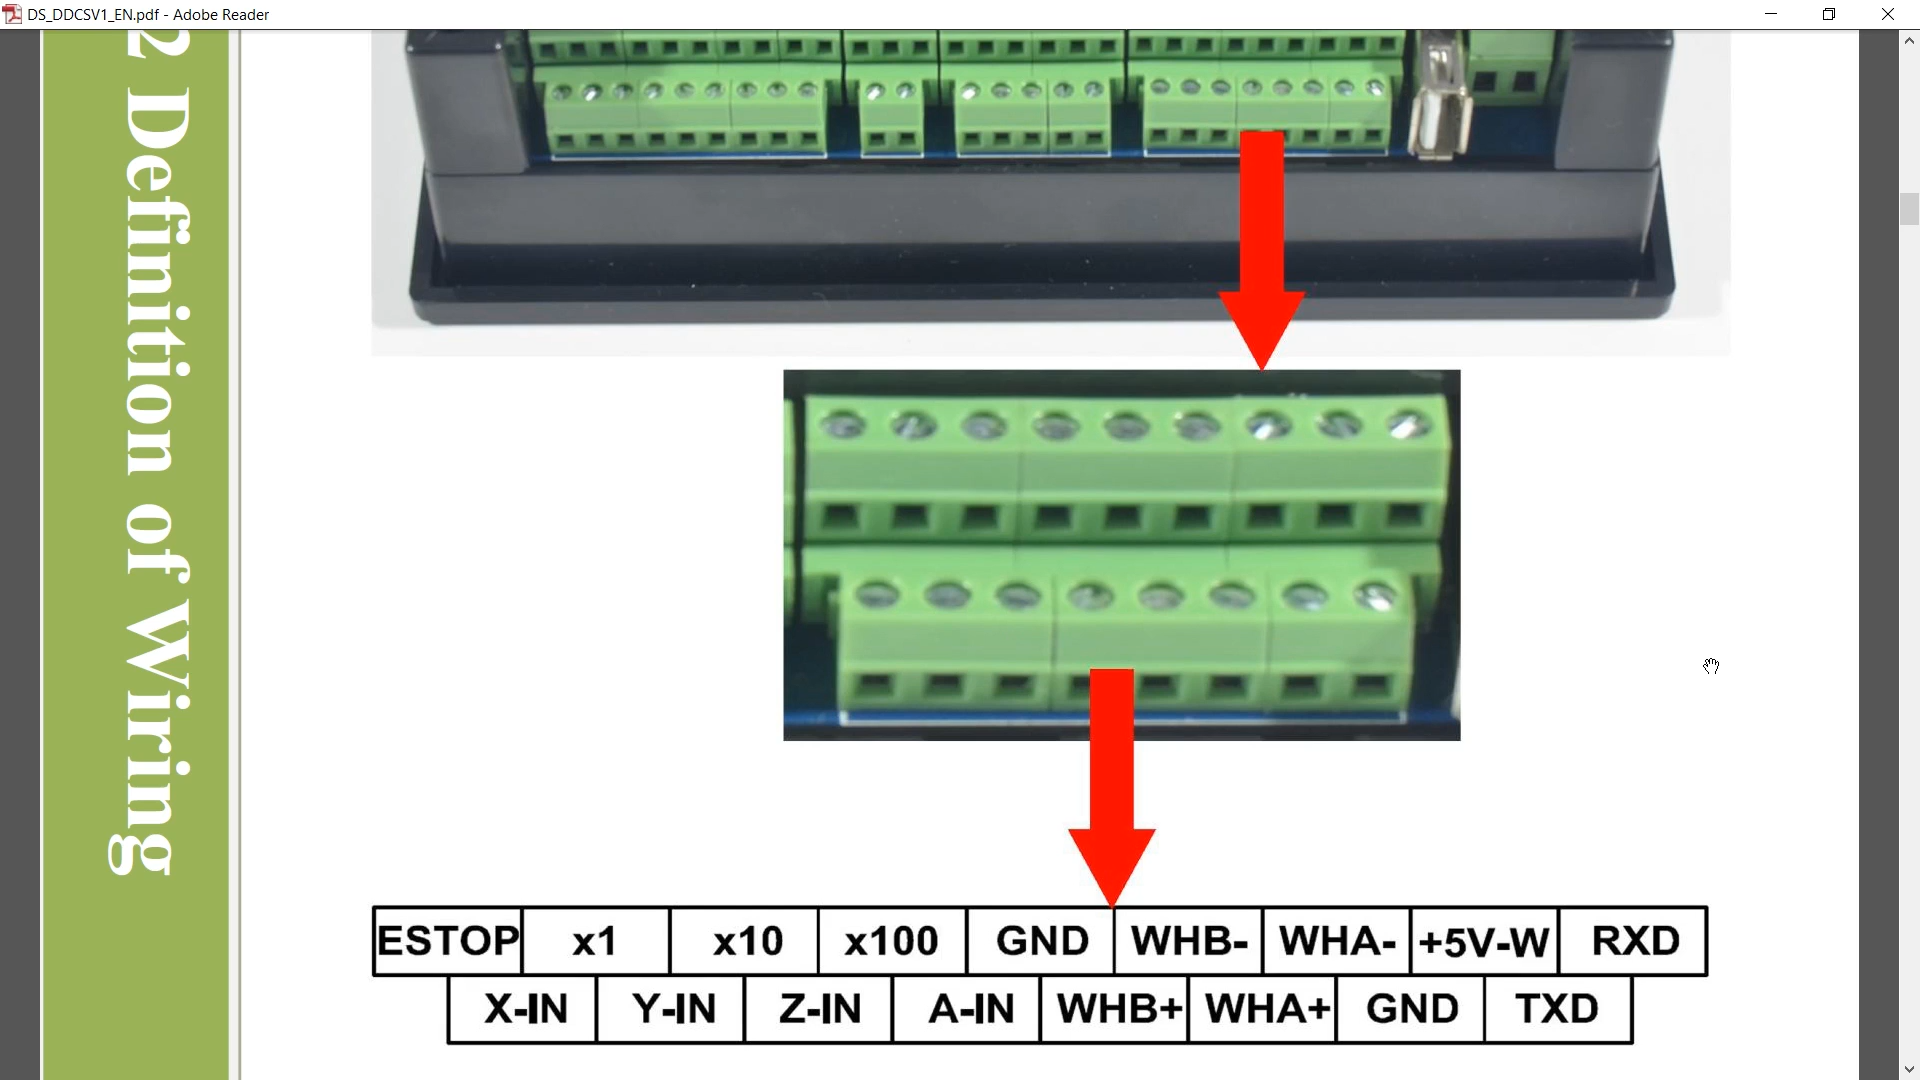 DS_DDCSV1_EN.pdf - Adobe Reader
2 Definition of Wiring
ESTOP x1 x10 x100 GND WHB- WHA- +5V-W RXD
X-IN Y-IN Z-IN A-IN WHB+ WHA+ GND TXD